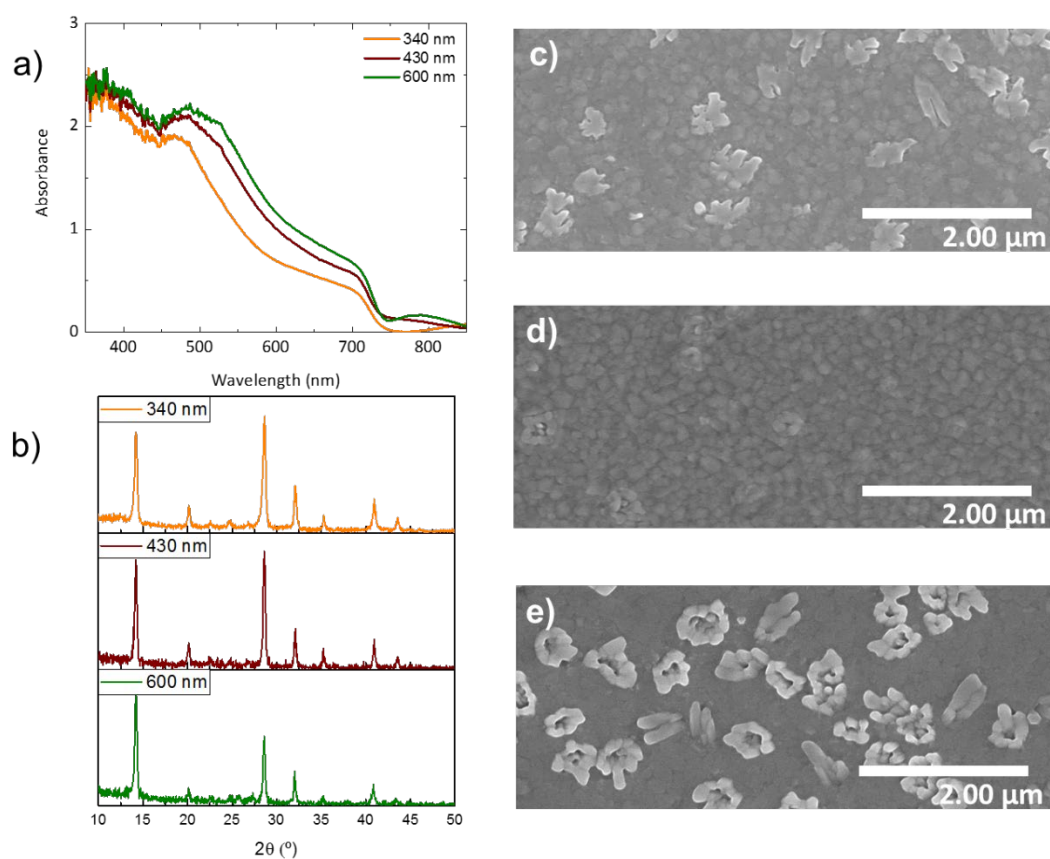 a)
3
2
1
0
Absorbance
340 nm
430 nm
600 nm
400 500 600 700 800
Wavelength (nm)
b)
340 nm
430 nm
600 nm
10 15 20 25 30 35 40 45 50
2θ (º)
c)
2.00 µm
d)
2.00 µm
e)
2.00 µm